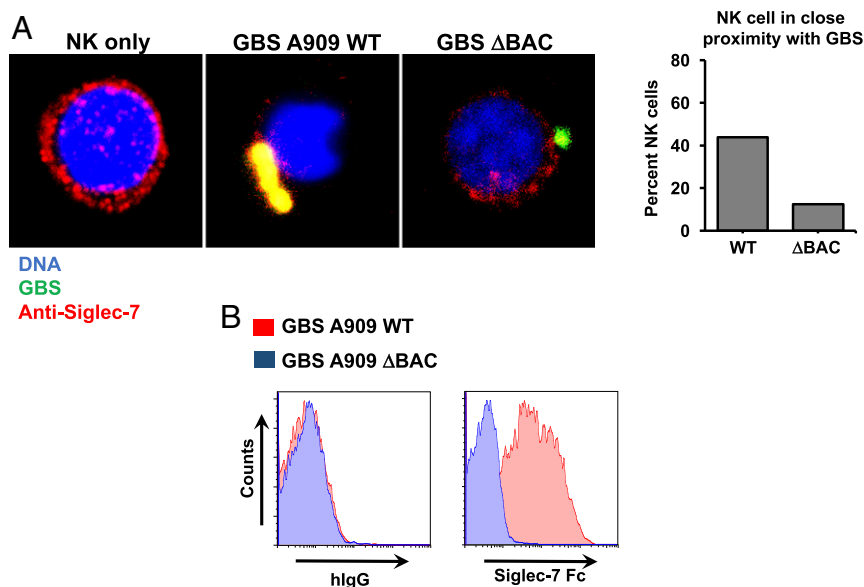 A
NK only
GBS A909 WT
GBS ΔBAC
DNA
GBS
Anti-Siglec-7
NK cell in close
proximity with GBS
Percent NK cells
80
60
40
20
0
WT
ΔBAC
B
GBS A909 WT
GBS A909 ΔBAC
Counts
hIgG
Siglec-7 Fc